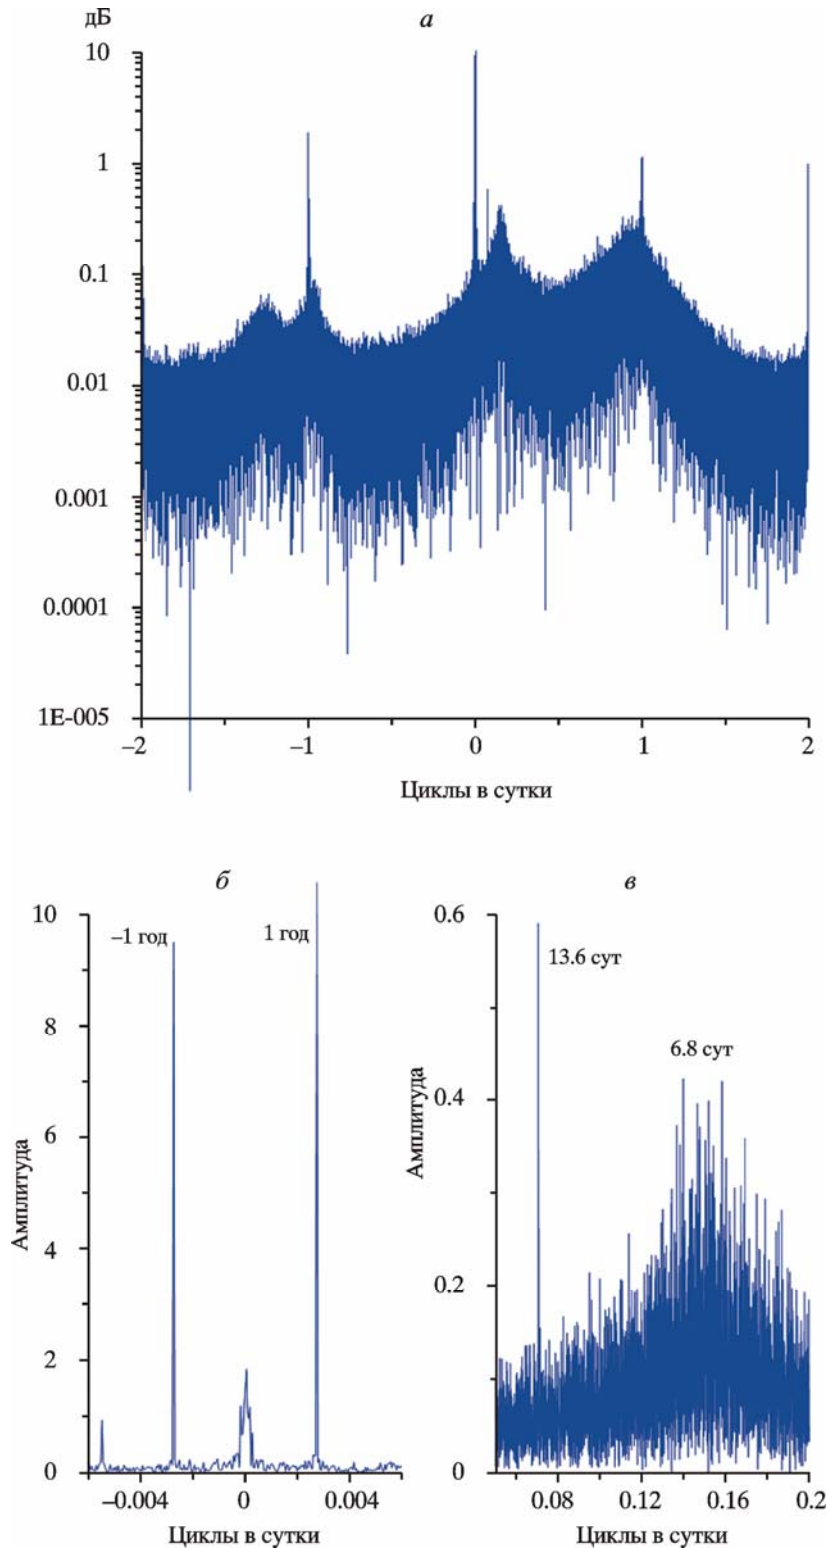 дБ
а
10
1
0.1
0.01
0.001
0.0001
1E-005
–2 –1 0 1 2
Циклы в сутки
б
Амплитуда
10
8
6
4
2
0
–1 год
1 год
–0.004 0 0.004
Циклы в сутки
в
Амплитуда
0.6
0.4
0.2
0
13.6 сут
6.8 сут
0.08 0.12 0.16 0.2
Циклы в сутки